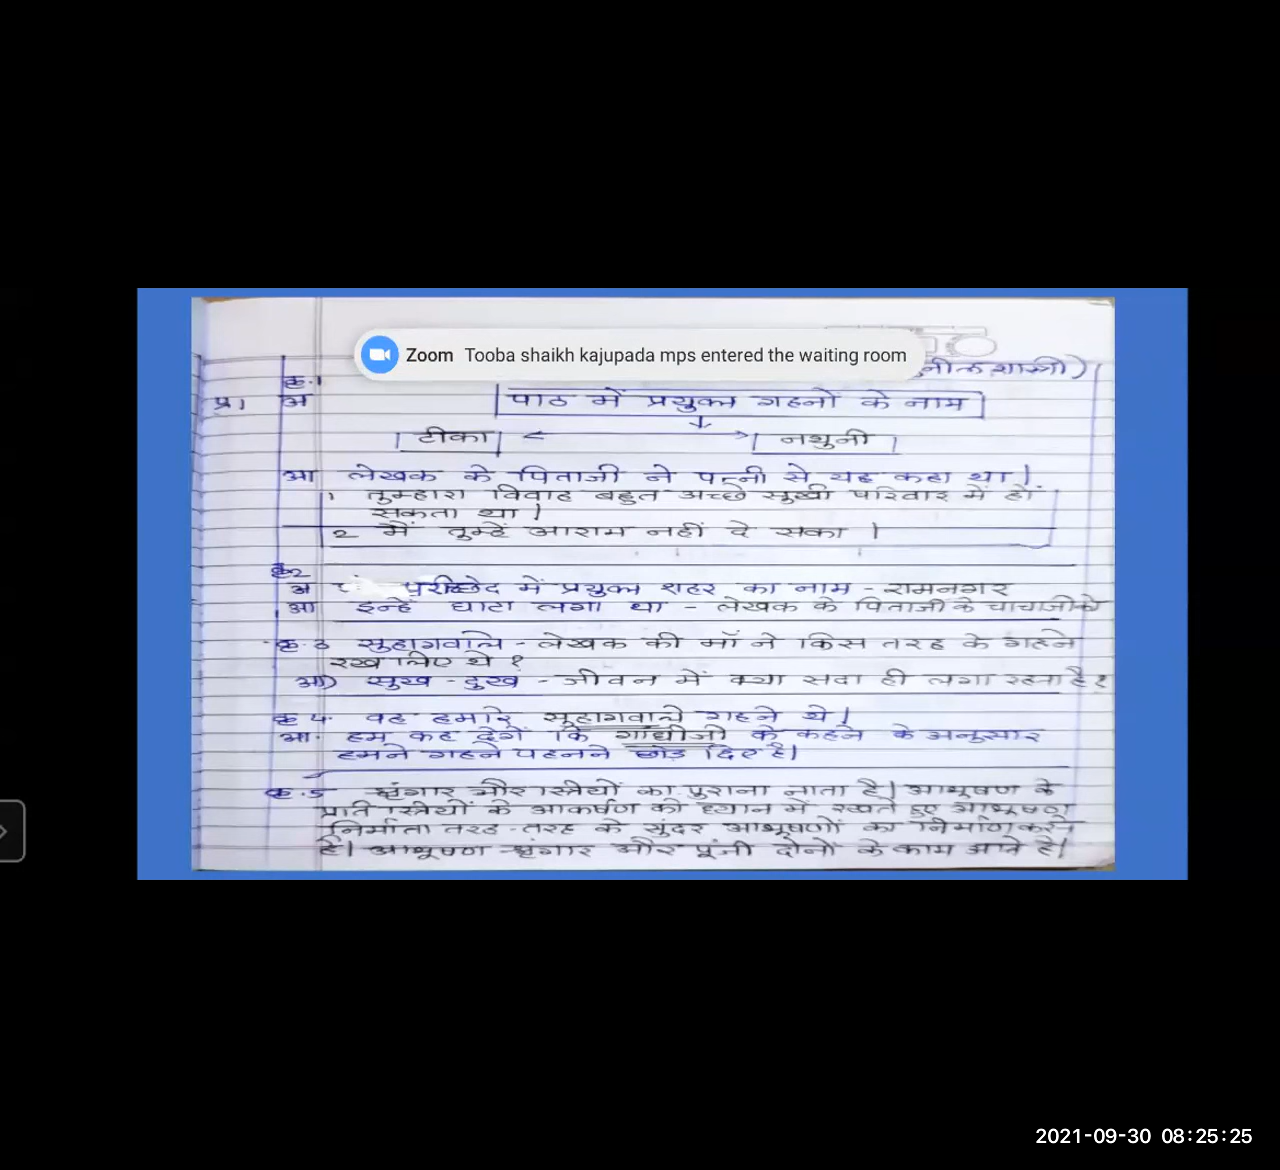 Zoom Tooba shaikh kajupada mps entered the waiting room
शास्त्री)
क.1
प्र। अ पाठ में प्रयुक्त गहनो के नाम
टीका नथुनी
आ लेखक के पिताजी ने पत्नी से यह कहा था।
1 तुम्हारा विवाह बहुत अच्छे सुखी परिवार में हो
सकता था।
2 मैं तुम्हें आराम नहीं दे सका ।
क2
अ परिच्छेद में प्रयुक्त शहर का नाम - रामनगर
आ इन्हें घाटा लगा था - लेखक के पिताजी के चाचाजी को
क.3 सुहागवाले - लेखक की माँ ने किस तरह के गहने
रख लिए थे ?
आ) सुख - दुख - जीवन में क्या सदा ही लगा रहता है?
क 4. वह हमारे सुहागवाले गहने थे।
आ. हम कह देगें कि गांधीजी के कहने के अनुसार
हमने गहने पहनने छोड दिए है।
क.5 श्रृंगार और स्त्रियों का पुराना नाता है। आभूषण के
प्रति स्त्रियों के आकर्षण को ध्यान में रखते हुए आभूषण
निर्माता तरह-तरह के सुंदर आभूषणों का निर्माण करते
है। आभूषण श्रृंगार और पूंजी दोनों के काम आते है।
2021-09-30 08:25:25